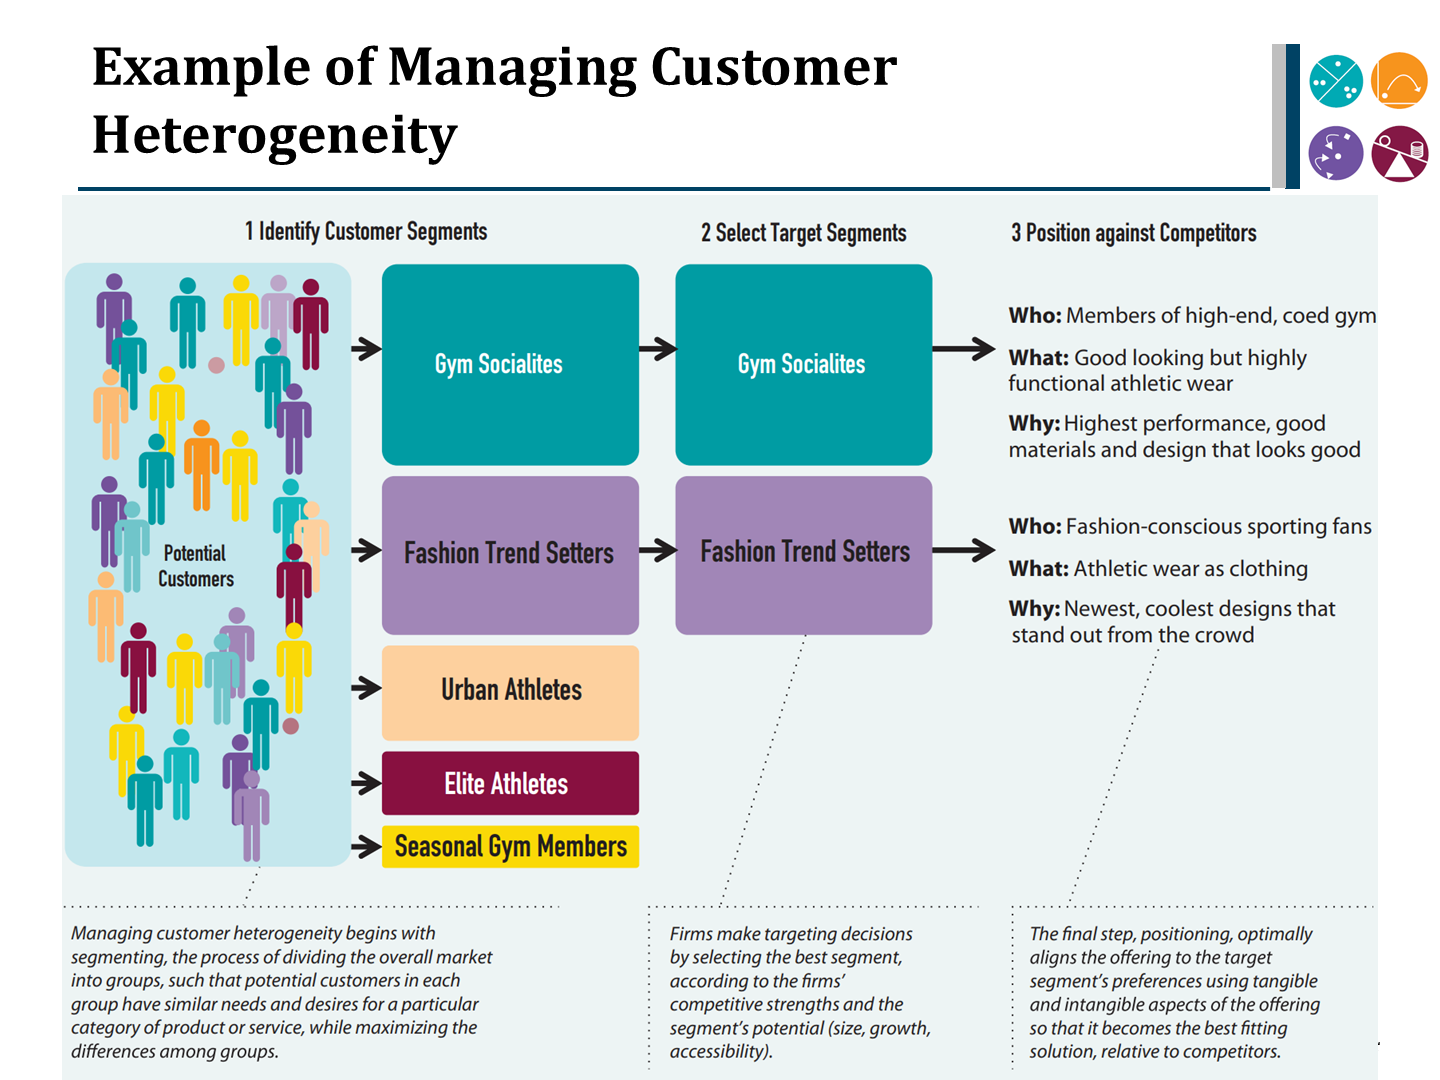 Example of Managing Customer
Heterogeneity
1 Identify Customer Segments
2 Select Target Segments
3 Position against Competitors
Potential
Customers
Gym Socialites
Fashion Trend Setters
Urban Athletes
Elite Athletes
Seasonal Gym Members
Gym Socialites
Fashion Trend Setters
Who: Members of high-end, coed gym
What: Good looking but highly
functional athletic wear
Why: Highest performance, good
materials and design that looks good
Who: Fashion-conscious sporting fans
What: Athletic wear as clothing
Why: Newest, coolest designs that
stand out from the crowd
Managing customer heterogeneity begins with
segmenting, the process of dividing the overall market
into groups, such that potential customers in each
group have similar needs and desires for a particular
category of product or service, while maximizing the
differences among groups.
Firms make targeting decisions
by selecting the best segment,
according to the firms’
competitive strengths and the
segment’s potential (size, growth,
accessibility).
The final step, positioning, optimally
aligns the offering to the target
segment’s preferences using tangible
and intangible aspects of the offering
so that it becomes the best fitting
solution, relative to competitors.